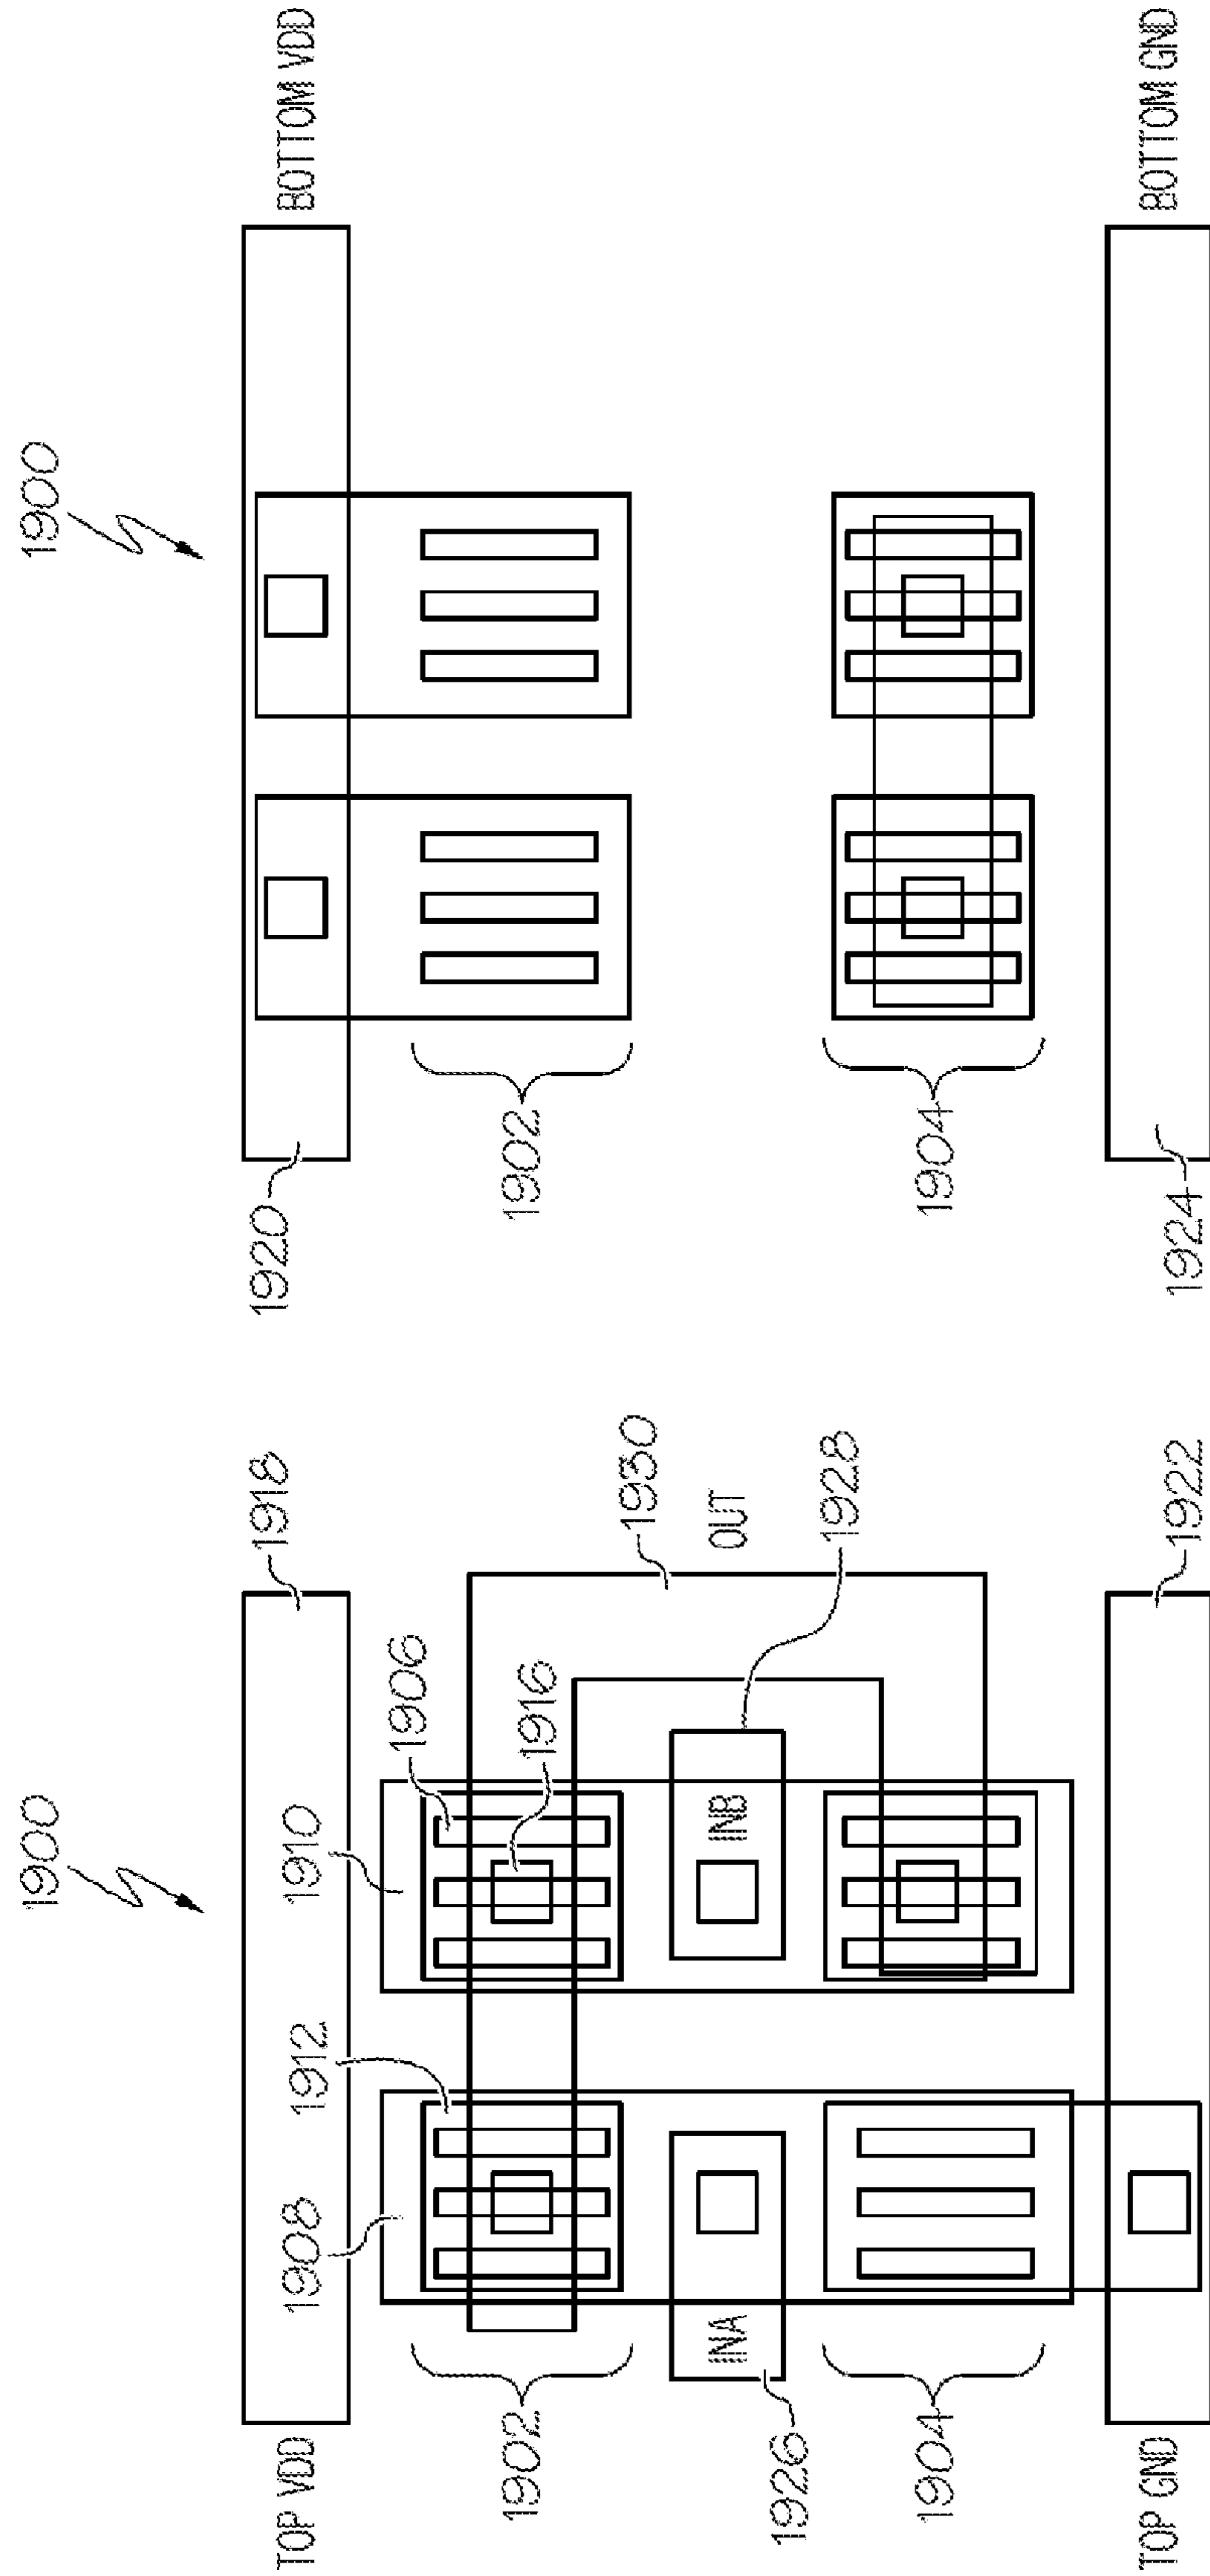 1900
TOP VDD
1918
1908
1912
1910
1906
1902
1916
1930
INA
INB
OUT
1926
1928
1904
TOP GND
1922
1900
1920
BOTTOM VDD
1902
1904
1924
BOTTOM GND